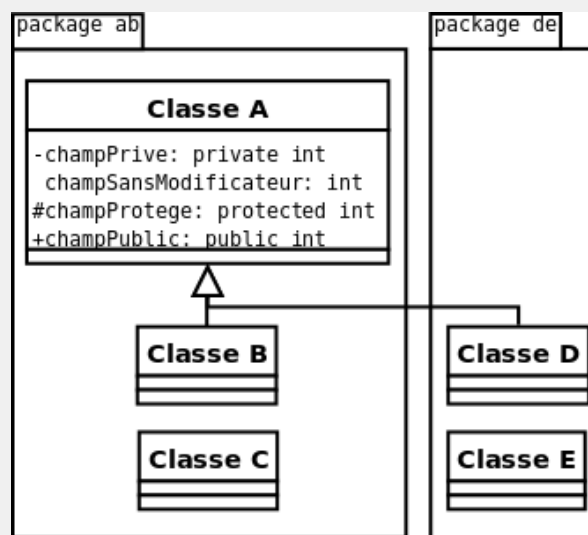 package ab
package de
Classe A
-champPrive: private int
champSansModificateur: int
#champProtege: protected int
+champPublic: public int
Classe B
Classe D
Classe C
Classe E